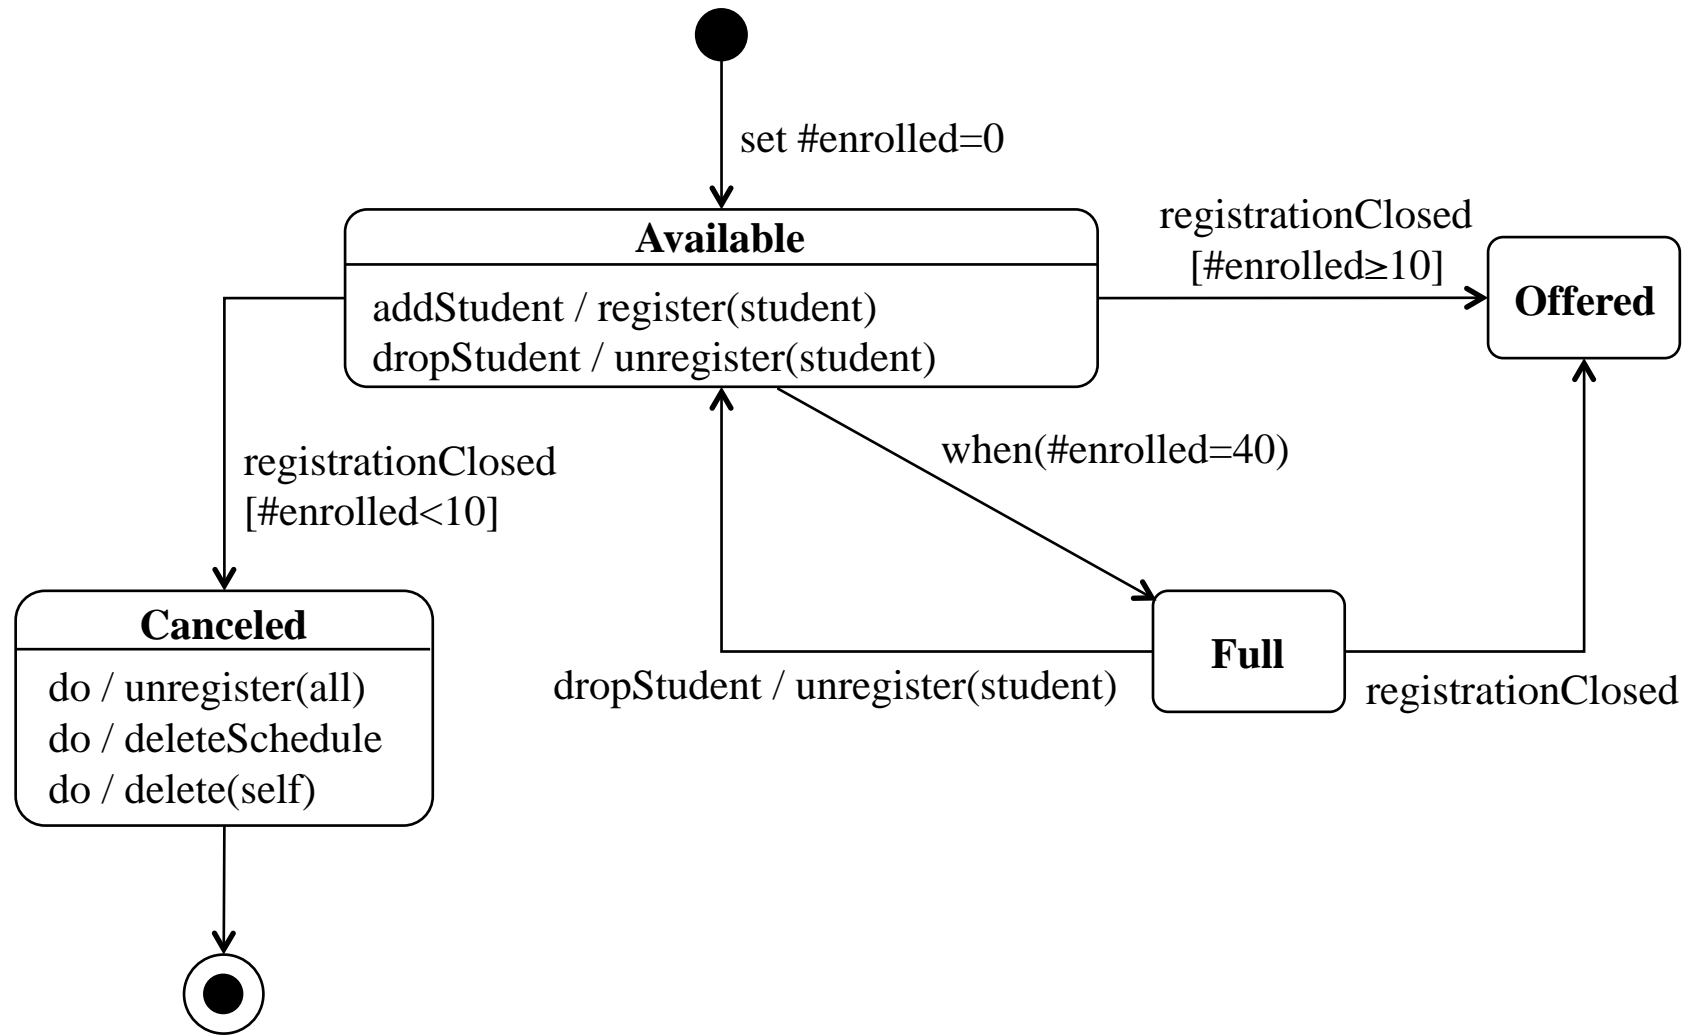 set #enrolled=0
Available
addStudent / register(student)
dropStudent / unregister(student)
registrationClosed
[#enrolled≥10]
Offered
registrationClosed
[#enrolled<10]
when(#enrolled=40)
Canceled
do / unregister(all)
do / deleteSchedule
do / delete(self)
dropStudent / unregister(student)
Full
registrationClosed